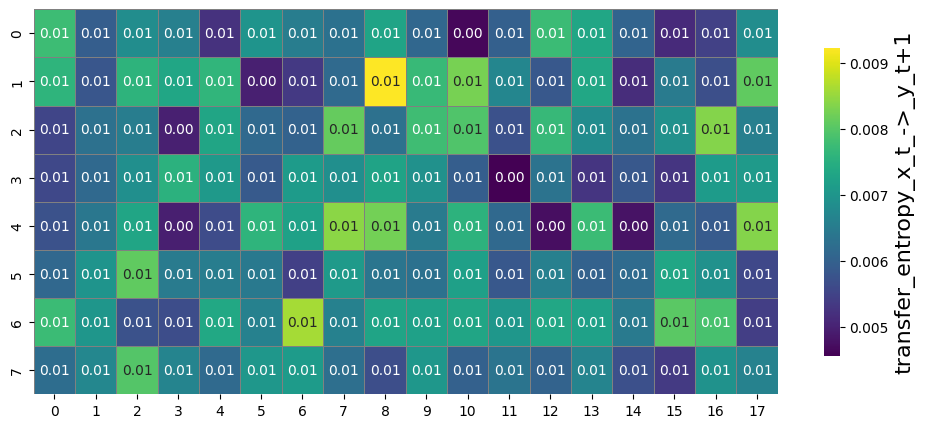 0 0.01 0.01 0.01 0.01 0.01 0.01 0.01 0.01 0.01 0.01 0.00 0.01 0.01 0.01 0.01 0.01 0.01 0.01
1 0.01 0.01 0.01 0.01 0.01 0.00 0.01 0.01 0.01 0.01 0.01 0.01 0.01 0.01 0.01 0.01 0.01 0.01
2 0.01 0.01 0.01 0.00 0.01 0.01 0.01 0.01 0.01 0.01 0.01 0.01 0.01 0.01 0.01 0.01 0.01 0.01
3 0.01 0.01 0.01 0.01 0.01 0.01 0.01 0.01 0.01 0.01 0.01 0.00 0.01 0.01 0.01 0.01 0.01 0.01
4 0.01 0.01 0.01 0.00 0.01 0.01 0.01 0.01 0.01 0.01 0.01 0.01 0.00 0.01 0.00 0.01 0.01 0.01
5 0.01 0.01 0.01 0.01 0.01 0.01 0.01 0.01 0.01 0.01 0.01 0.01 0.01 0.01 0.01 0.01 0.01 0.01
6 0.01 0.01 0.01 0.01 0.01 0.01 0.01 0.01 0.01 0.01 0.01 0.01 0.01 0.01 0.01 0.01 0.01 0.01
7 0.01 0.01 0.01 0.01 0.01 0.01 0.01 0.01 0.01 0.01 0.01 0.01 0.01 0.01 0.01 0.01 0.01 0.01
0 1 2 3 4 5 6 7 8 9 10 11 12 13 14 15 16 17
0.009
0.008
0.007
0.006
0.005
transfer_entropy_x_t_->_y_t+1